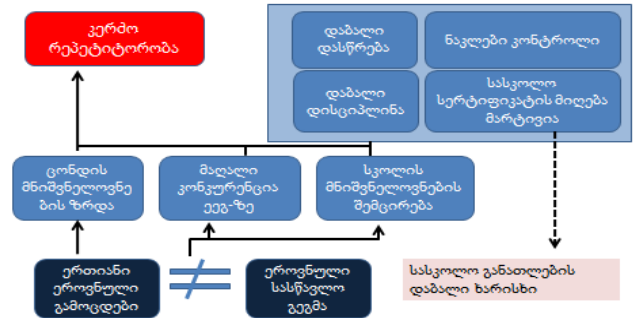 კერძო
რეპეტიტორობა
დაბალი
დასწრება
ნაკლები კონტროლი
დაბალი
დისციპლინა
სასკოლო
სერტიფიკატის მიღება
მარტივია
ცონდის
მნიშვნელოვნე
ბის ზრდა
მაღალი
კონკურენცია
ეეგ-ზე
სკოლის
მნიშვნელოვნების
შემცირება
ერთიანი
ეროვნული
გამოცდები
ეროვნული
სასწავლო
გეგმა
სასკოლო განათლების
დაბალი ხარისხი